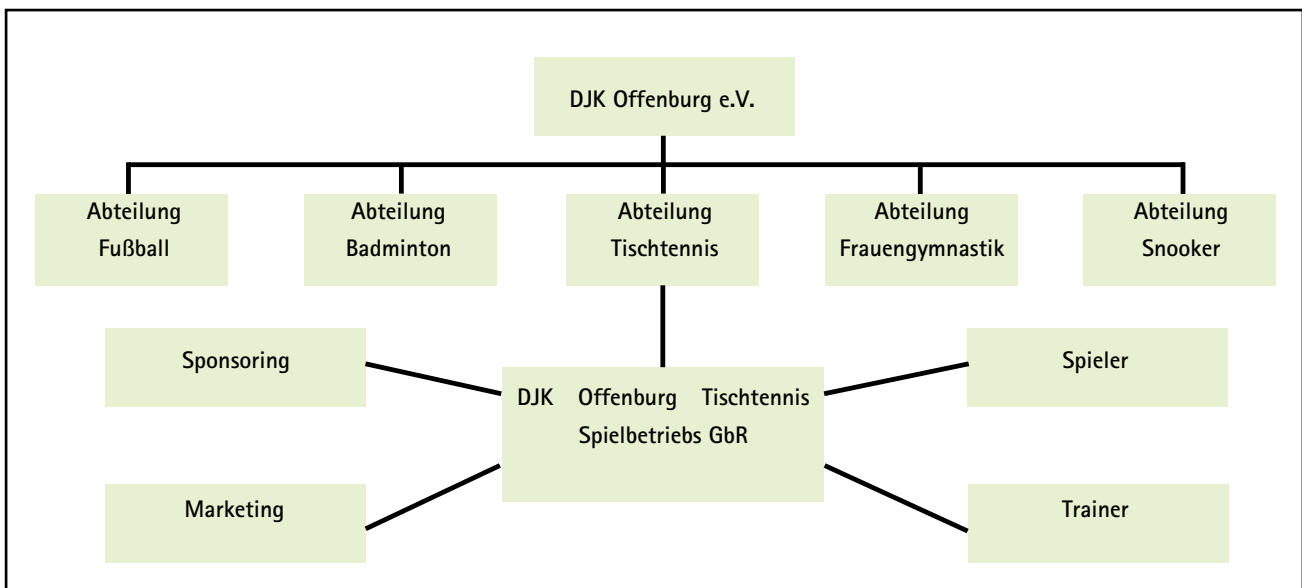 DJK Offenburg e.V.
Abteilung
Fußball
Abteilung
Badminton
Abteilung
Tischtennis
Abteilung
Frauengymnastik
Abteilung
Snooker
Sponsoring
Spieler
DJK Offenburg Tischtennis
Spielbetriebs GbR
Marketing
Trainer